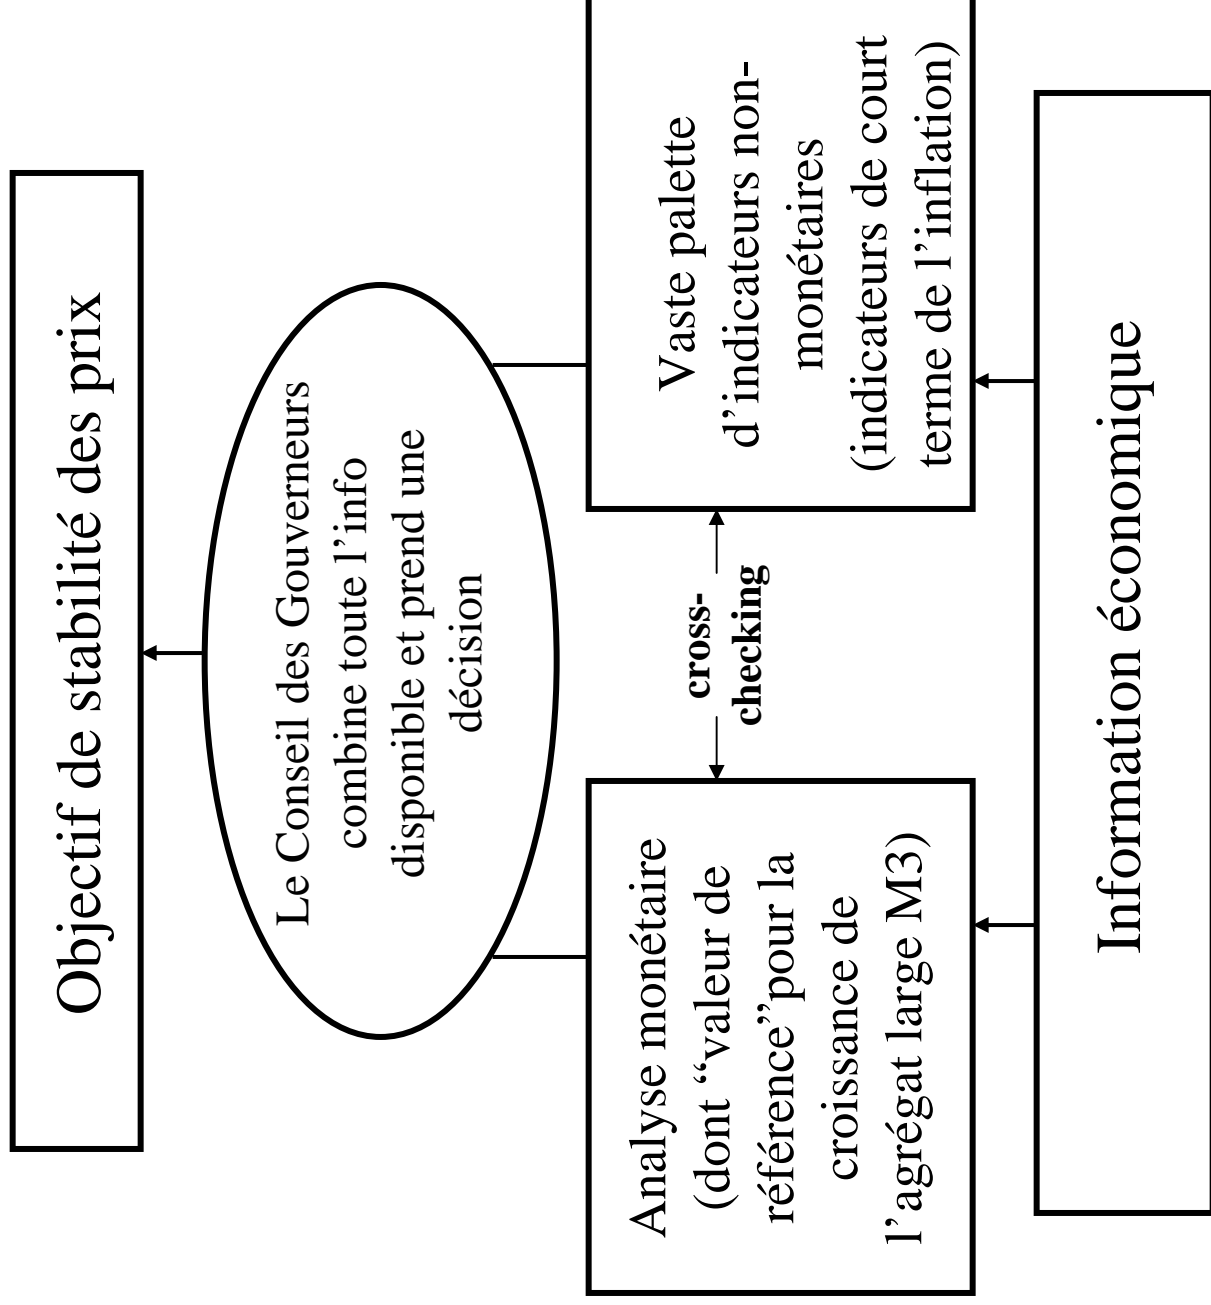 Objectif de stabilité des prix
Le Conseil des Gouverneurs
combine toute l’info
disponible et prend une
décision
Analyse monétaire
(dont “valeur de
référence”pour la
croissance de
l’agrégat large M3)
cross-
checking
Vaste palette
d’indicateurs non-
monétaires
(indicateurs de court
terme de l’inflation)
Information économique